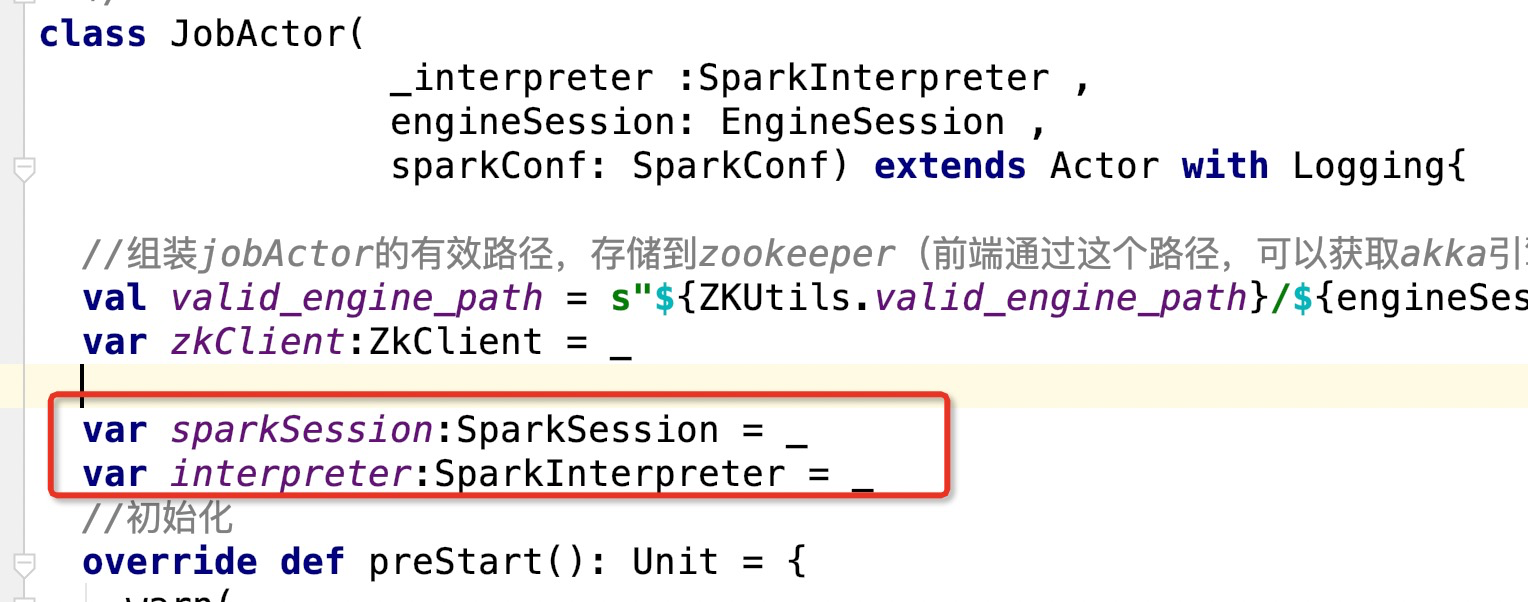 class JobActor(
_interpreter :SparkInterpreter ,
engineSession: EngineSession ,
sparkConf: SparkConf) extends Actor with Logging{
//组装jobActor的有效路径，存储到zookeeper（前端通过这个路径，可以获取akka引
val valid_engine_path = s"${ZKUtils.valid_engine_path}/${engineSes
var zkClient:ZkClient = _
var sparkSession:SparkSession = _
var interpreter:SparkInterpreter = _
//初始化
override def preStart(): Unit = {